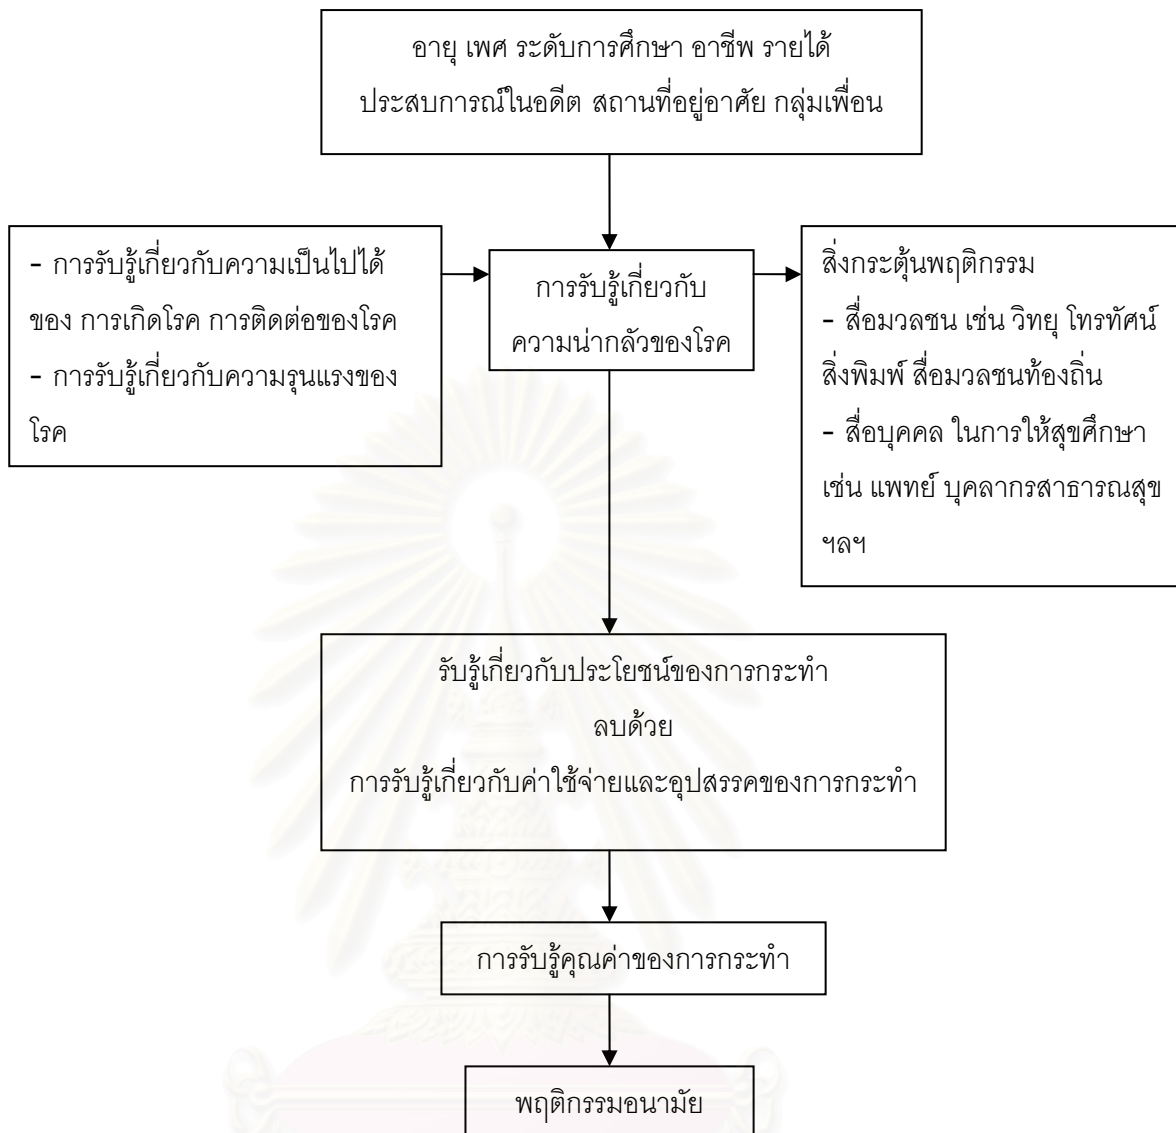 อายุ เพศ ระดับการศึกษา อาชีพ รายได้
ประสบการณ์ในอดีต สถานที่อยู่อาศัย กลุ่มเพื่อน
- การรับรู้เกี่ยวกับความเป็นไปได้
ของ การเกิดโรค การติดต่อของโรค
- การรับรู้เกี่ยวกับความรุนแรงของ
โรค
การรับรู้เกี่ยวกับ
ความน่ากลัวของโรค
สิ่งกระตุ้นพฤติกรรม
- สื่อมวลชน เช่น วิทยุ โทรทัศน์
สิ่งพิมพ์ สื่อมวลชนท้องถิ่น
- สื่อบุคคล ในการให้สุขศึกษา
เช่น แพทย์ บุคลากรสาธารณสุข
ฯลฯ
รับรู้เกี่ยวกับประโยชน์ของการกระทำ
ลบด้วย
การรับรู้เกี่ยวกับค่าใช้จ่ายและอุปสรรคของการกระทำ
การรับรู้คุณค่าของการกระทำ
พฤติกรรมอนามัย